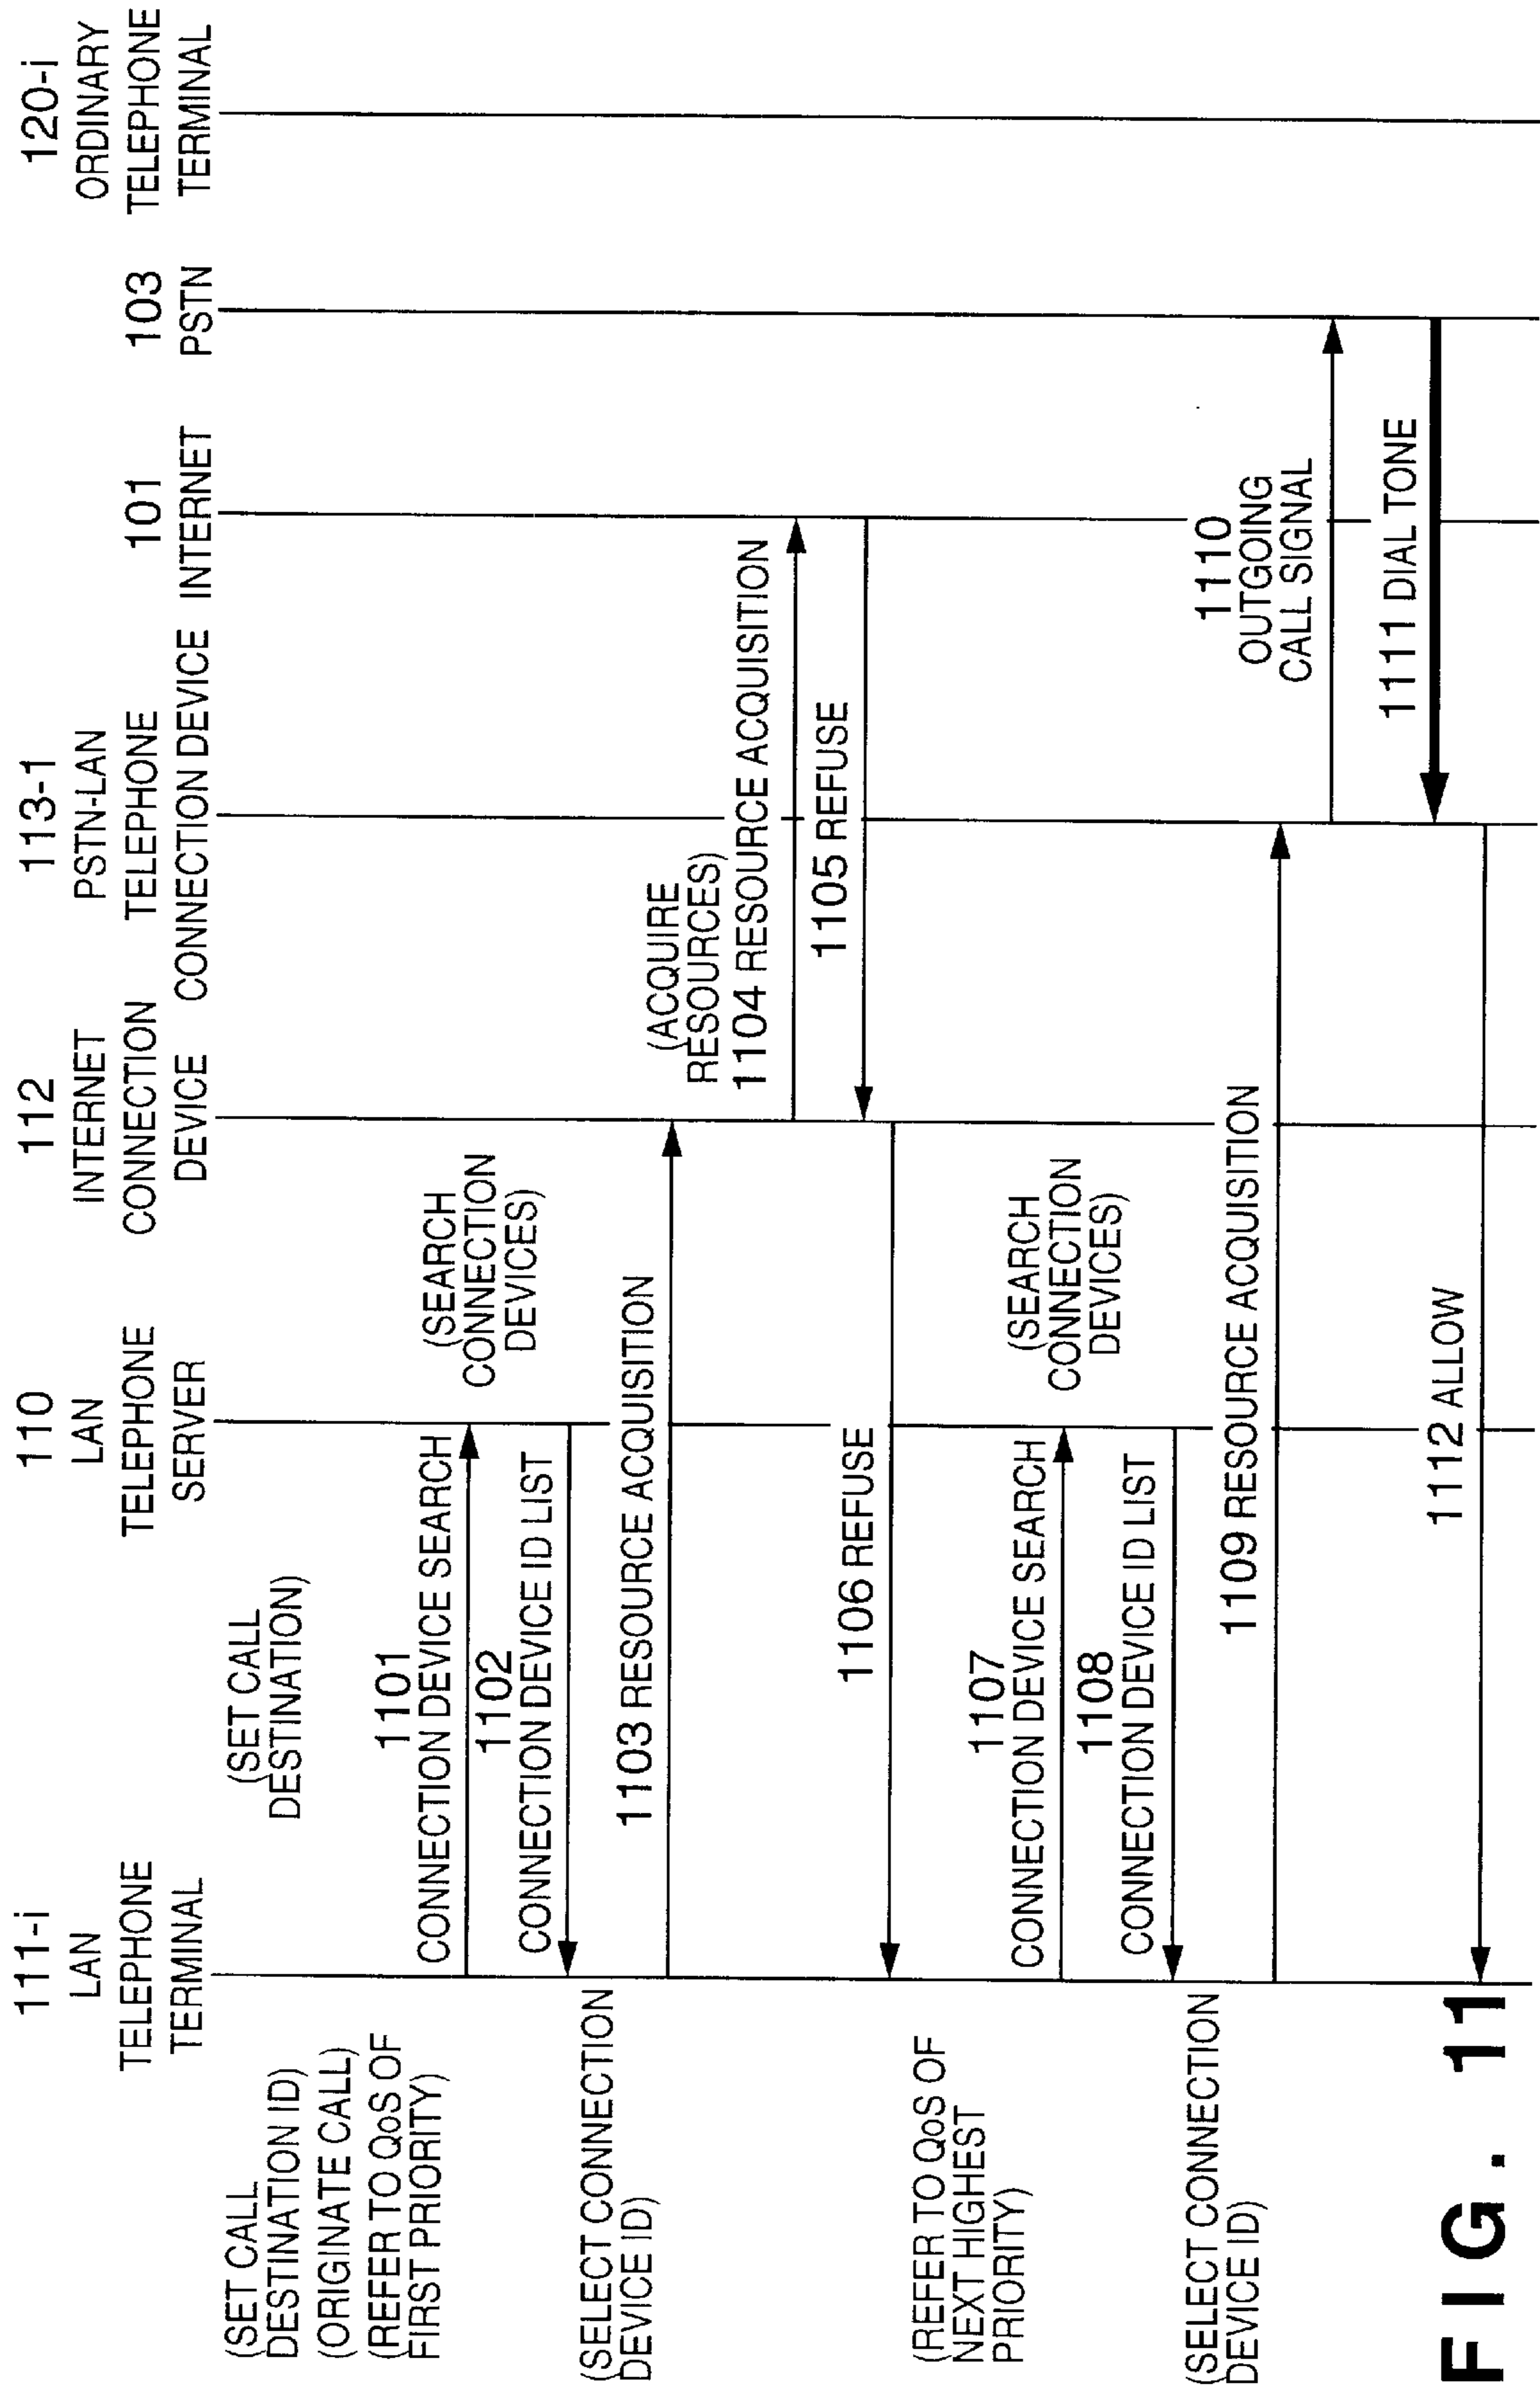 111-i
LAN
TELEPHONE
TERMINAL
110
LAN
TELEPHONE
SERVER
112
INTERNET
CONNECTION
DEVICE
113-1
PSTN-LAN
TELEPHONE
CONNECTION DEVICE
101
INTERNET
103
PSTN
120-i
ORDINARY
TELEPHONE
TERMINAL
(SET CALL
DESTINATION ID)
(ORIGINATE CALL)
(REFER TO QoS OF
FIRST PRIORITY)
(SET CALL
DESTINATION)
1101
CONNECTION DEVICE SEARCH
(SEARCH
CONNECTION
DEVICES)
1102
CONNECTION DEVICE ID LIST
(SELECT CONNECTION
DEVICE ID)
1103 RESOURCE ACQUISITION
(ACQUIRE
RESOURCES)
1104 RESOURCE ACQUISITION
1105 REFUSE
1106 REFUSE
(REFER TO QoS OF
NEXT HIGHEST
PRIORITY)
1107
CONNECTION DEVICE SEARCH
(SEARCH
CONNECTION
DEVICES)
1108
CONNECTION DEVICE ID LIST
(SELECT CONNECTION
DEVICE ID)
1109 RESOURCE ACQUISITION
1110
OUTGOING
CALL SIGNAL
1111 DIAL TONE
1112 ALLOW
FIG. 11